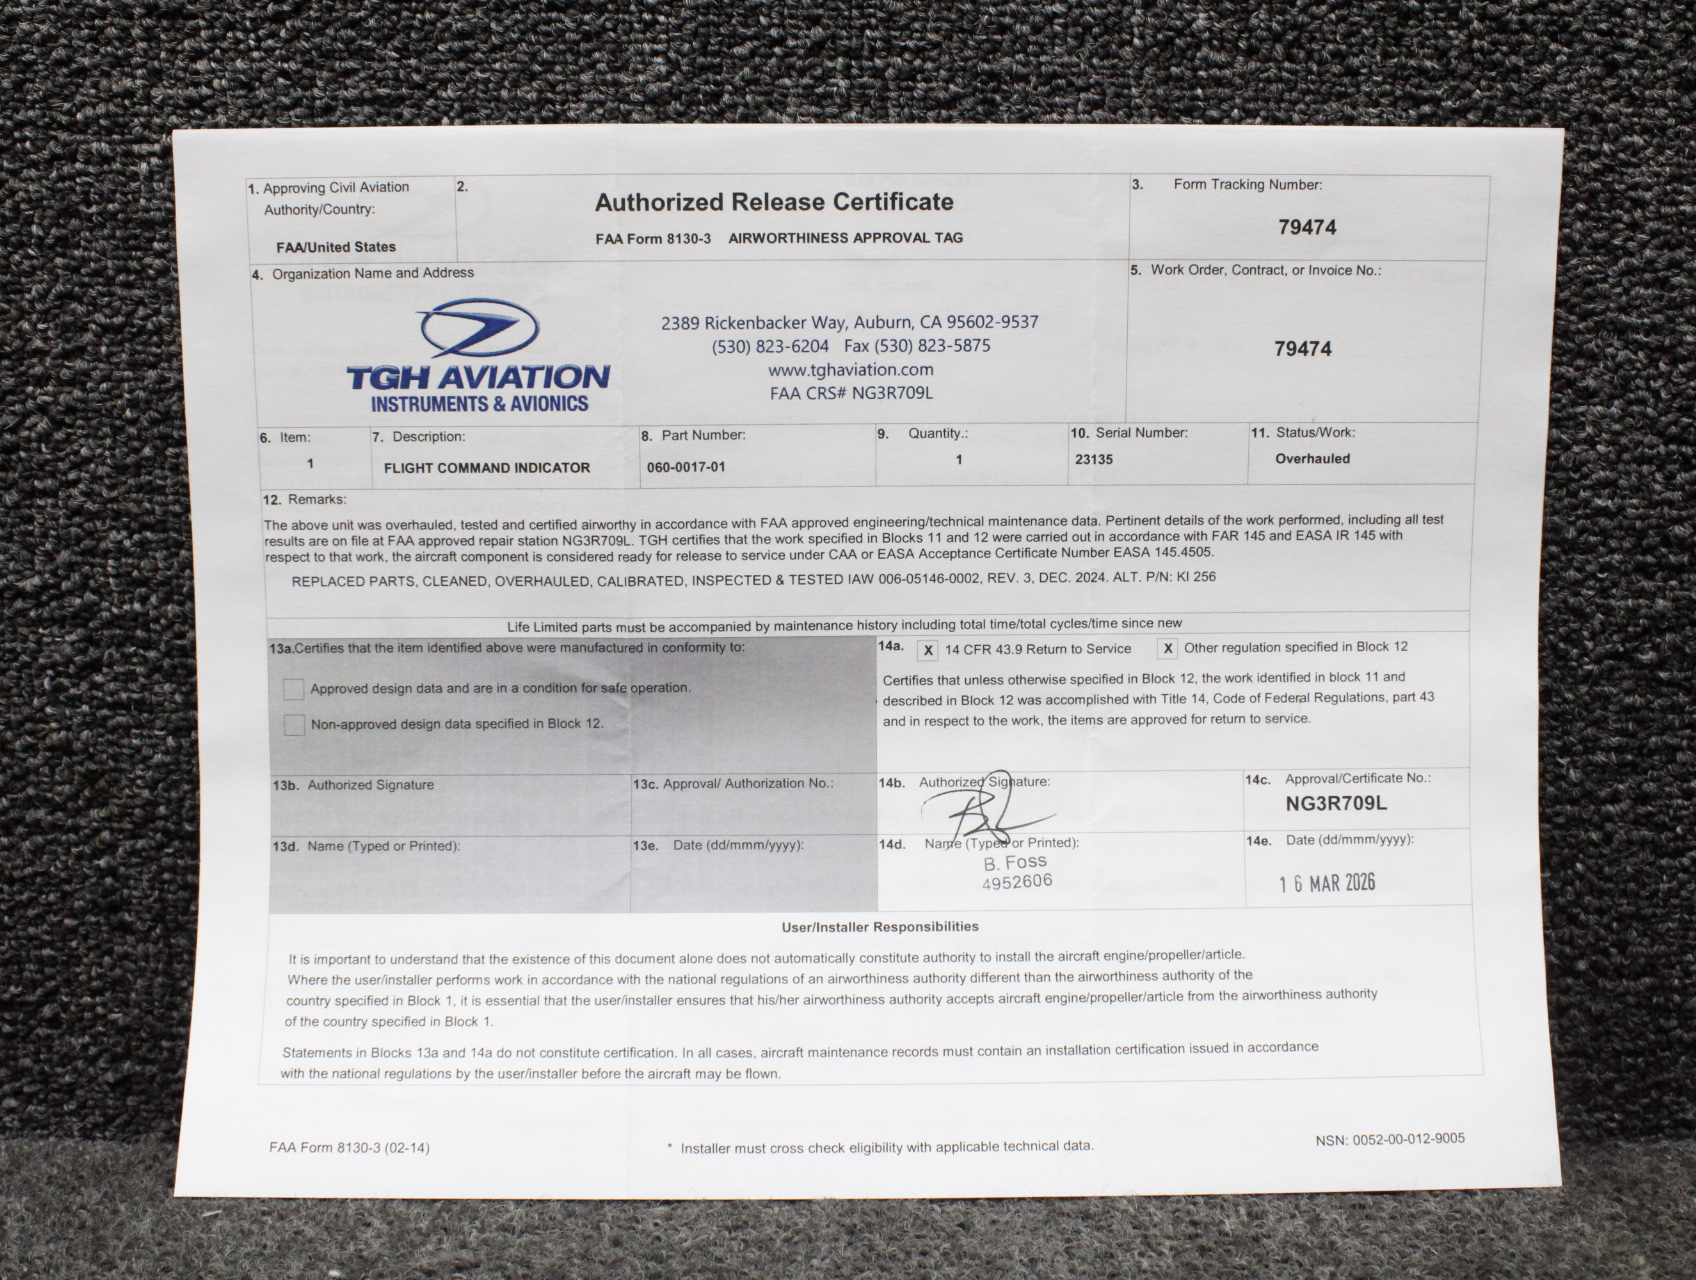 1. Approving Civil Aviation
Authority/Country:
FAA/United States
2.
Authorized Release Certificate
FAA Form 8130-3 AIRWORTHINESS APPROVAL TAG
3. Form Tracking Number:
79474
4. Organization Name and Address
TGH AVIATION
INSTRUMENTS & AVIONICS
2389 Rickenbacker Way, Auburn, CA 95602-9537
(530) 823-6204 Fax (530) 823-5875
www.tghaviation.com
FAA CRS# NG3R709L
5. Work Order, Contract, or Invoice No.:
79474
6. Item:
1
7. Description:
FLIGHT COMMAND INDICATOR
8. Part Number:
060-0017-01
9. Quantity.:
1
10. Serial Number:
23135
11. Status/Work:
Overhauled
12. Remarks:
The above unit was overhauled, tested and certified airworthy in accordance with FAA approved engineering/technical maintenance data. Pertinent details of the work performed, including all test
results are on file at FAA approved repair station NG3R709L. TGH certifies that the work specified in Blocks 11 and 12 were carried out in accordance with FAR 145 and EASA IR 145 with
respect to that work, the aircraft component is considered ready for release to service under CAA or EASA Acceptance Certificate Number EASA 145.4505.
REPLACED PARTS, CLEANED, OVERHAULED, CALIBRATED, INSPECTED & TESTED IAW 006-05146-0002, REV. 3, DEC. 2024. ALT. P/N: KI 256
Life Limited parts must be accompanied by maintenance history including total time/total cycles/time since new
13a.Certifies that the item identified above were manufactured in conformity to:
Approved design data and are in a condition for safe operation.
Non-approved design data specified in Block 12.
14a. X 14 CFR 43.9 Return to Service X Other regulation specified in Block 12
Certifies that unless otherwise specified in Block 12, the work identified in block 11 and
described in Block 12 was accomplished with Title 14, Code of Federal Regulations, part 43
and in respect to the work, the items are approved for return to service.
13b. Authorized Signature
13c. Approval/ Authorization No.:
14b. Authorized Signature:
14c. Approval/Certificate No.:
NG3R709L
13d. Name (Typed or Printed):
13e. Date (dd/mmm/yyyy):
14d. Name (Typed or Printed):
B. Foss
4952606
14e. Date (dd/mmm/yyyy):
16 MAR 2026
User/Installer Responsibilities
It is important to understand that the existence of this document alone does not automatically constitute authority to install the aircraft engine/propeller/article.
Where the user/installer performs work in accordance with the national regulations of an airworthiness authority different than the airworthiness authority of the
country specified in Block 1, it is essential that the user/installer ensures that his/her airworthiness authority accepts aircraft engine/propeller/article from the airworthiness authority
of the country specified in Block 1.
Statements in Blocks 13a and 14a do not constitute certification. In all cases, aircraft maintenance records must contain an installation certification issued in accordance
with the national regulations by the user/installer before the aircraft may be flown.
FAA Form 8130-3 (02-14)
* Installer must cross check eligibility with applicable technical data.
NSN: 0052-00-012-9005